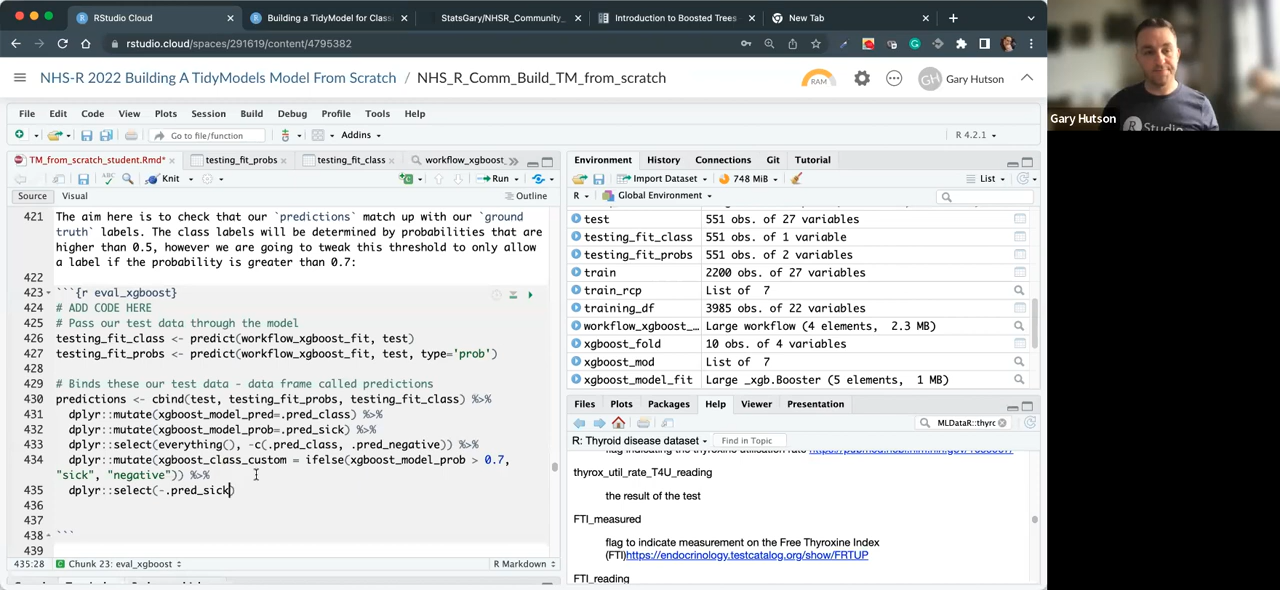 RStudio Cloud
Building a TidyModel for Class
StatsGary/NHSR_Community_
Introduction to Boosted Trees
New Tab
rstudio.cloud/spaces/291619/content/4795382
NHS-R 2022 Building A TidyModels Model From Scratch / NHS_R_Comm_Build_TM_from_scratch
RAM
GH Gary Hutson
Gary Hutson
R Studio
File Edit Code View Plots Session Build Debug Profile Tools Help
Go to file/function
Addins
R 4.2.1
TM_from_scratch_student.Rmd*
testing_fit_probs
testing_fit_class
workflow_xgboost_
Knit
Run
Source Visual
Outline
421 The aim here is to check that our `predictions` match up with our `ground
truth` labels. The class labels will be determined by probabilities that are
higher than 0.5, however we are going to tweak this threshold to only allow
a label if the probability is greater than 0.7:
422
423 ```{r eval_xgboost}
424 # ADD CODE HERE
425 # Pass our test data through the model
426 testing_fit_class <- predict(workflow_xgboost_fit, test)
427 testing_fit_probs <- predict(workflow_xgboost_fit, test, type='prob')
428
429 # Binds these our test data - data frame called predictions
430 predictions <- cbind(test, testing_fit_probs, testing_fit_class) %>%
431 dplyr::mutate(xgboost_model_pred=.pred_class) %>%
432 dplyr::mutate(xgboost_model_prob=.pred_sick) %>%
433 dplyr::select(everything(), -c(.pred_class, .pred_negative)) %>%
434 dplyr::mutate(xgboost_class_custom = ifelse(xgboost_model_prob > 0.7,
"sick", "negative")) %>%
435 dplyr::select(-.pred_sick)
436
437
438 ```
439
435:28 Chunk 23: eval_xgboost R Markdown
Environment History Connections Git Tutorial
Import Dataset 748 MiB List
R Global Environment
test 551 obs. of 27 variables
testing_fit_class 551 obs. of 1 variable
testing_fit_probs 551 obs. of 2 variables
train 2200 obs. of 27 variables
train_rcp List of 7
training_df 3985 obs. of 22 variables
workflow_xgboost_… Large workflow (4 elements, 2.3 MB)
xgboost_fold 10 obs. of 4 variables
xgboost_mod List of 7
xgboost_model_fit Large _xgb.Booster (5 elements, 1 MB)
Files Plots Packages Help Viewer Presentation
MLDataR::thyrc
R: Thyroid disease dataset Find in Topic
thyrox_util_rate_T4U_reading
the result of the test
FTI_measured
flag to indicate measurement on the Free Thyroxine Index
(FTI)https://endocrinology.testcatalog.org/show/FRTUP
FTI_reading